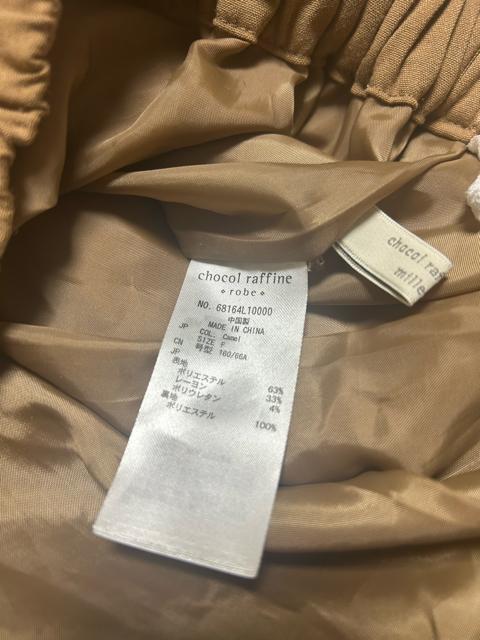 chocol raffine
robe
NO. 68164L10000
中国製
MADE IN CHINA
COL. Camel
JP SIZE F
CN 号型 160/66A
JP
表地
ポリエステル 63%
レーヨン 33%
ポリウレタン 4%
裏地
ポリエステル 100%
chocol raf
mille